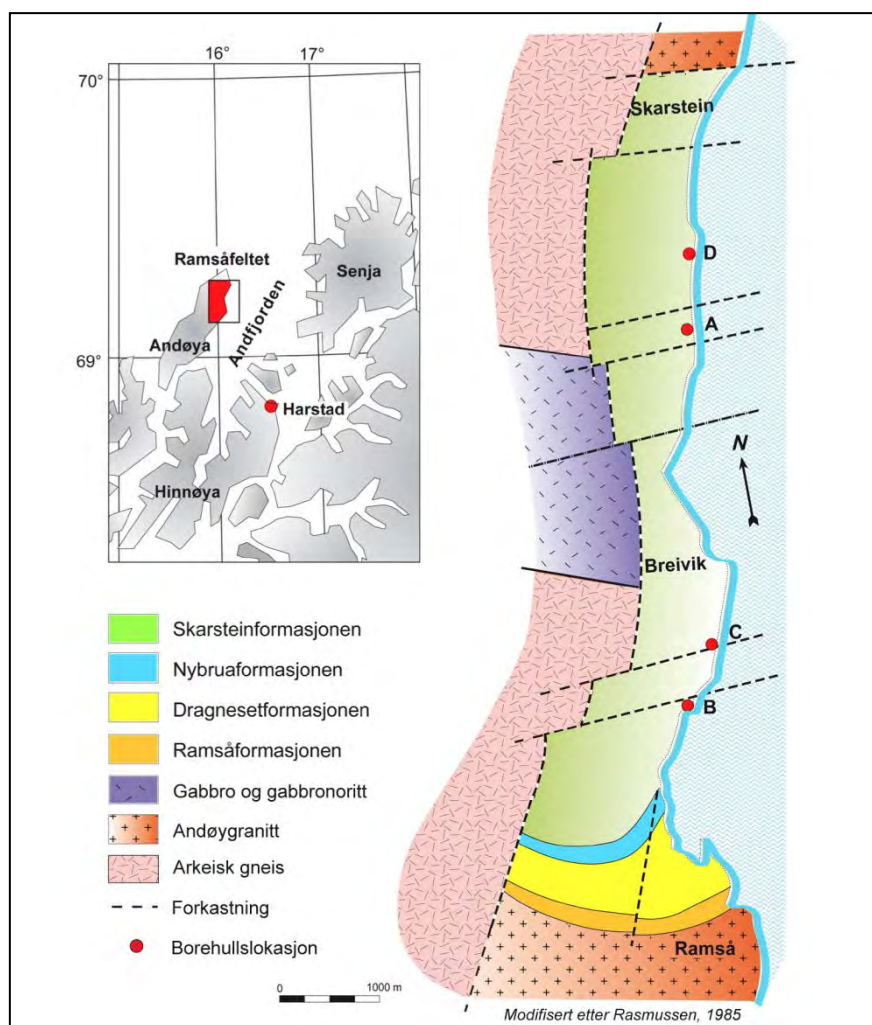 16° 17°
70°
Ramsåfeltet
Senja
Andfjorden
Andøya
69°
Harstad
Hinnøya
Skarstein
D
A
N
Breivik
C
B
Ramså
Skarsteinformasjonen
Nybruaformasjonen
Dragnesetformasjonen
Ramsåformasjonen
Gabbro og gabbronoritt
Andøygranitt
Arkeisk gneis
Forkastning
Borehullslokasjon
0 1000 m
Modifisert etter Rasmussen, 1985